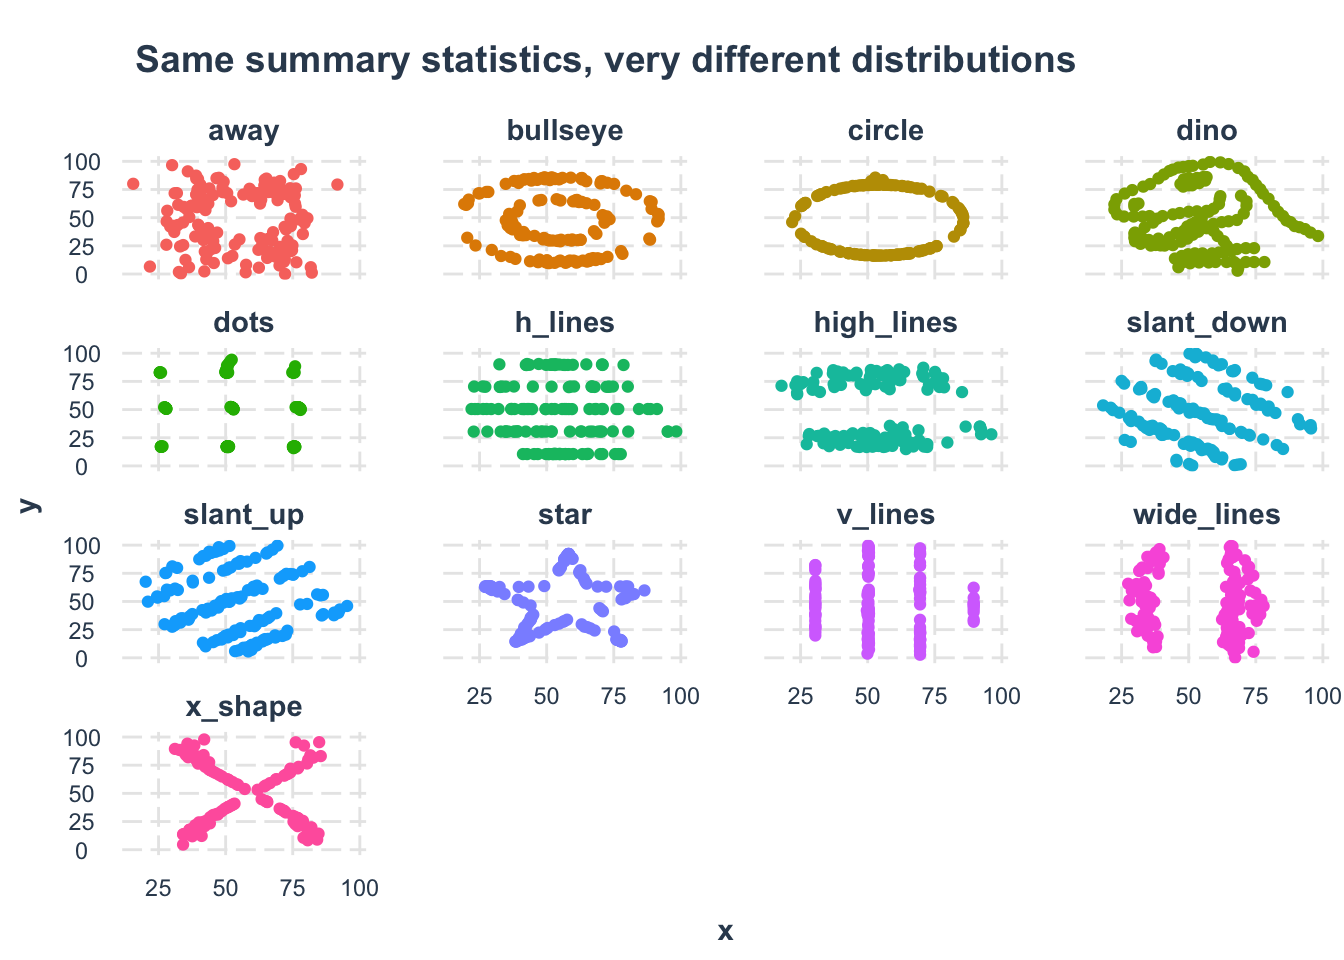 Same summary statistics, very different distributions
away bullseye circle dino
100
75
50
25
0
dots h_lines high_lines slant_down
100
75
50
25
0
y
slant_up star v_lines wide_lines
100
75
50
25
0
25 50 75 100 25 50 75 100 25 50 75 100
x_shape
100
75
50
25
0
25 50 75 100
x